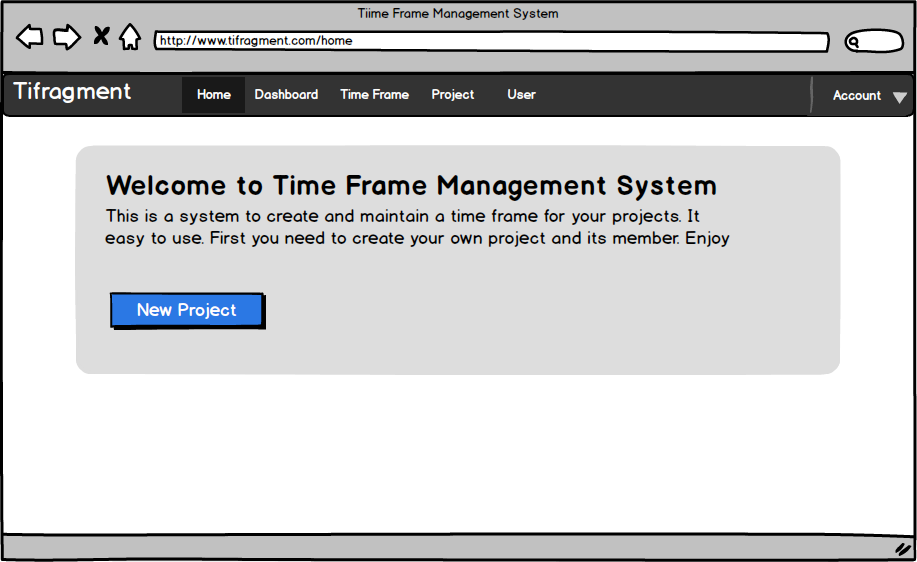 Tiime Frame Management System
http://www.tifragment.com/home
Tifragment Home Dashboard Time Frame Project User Account
Welcome to Time Frame Management System
This is a system to create and maintain a time frame for your projects. It
easy to use. First you need to create your own project and its member. Enjoy
New Project